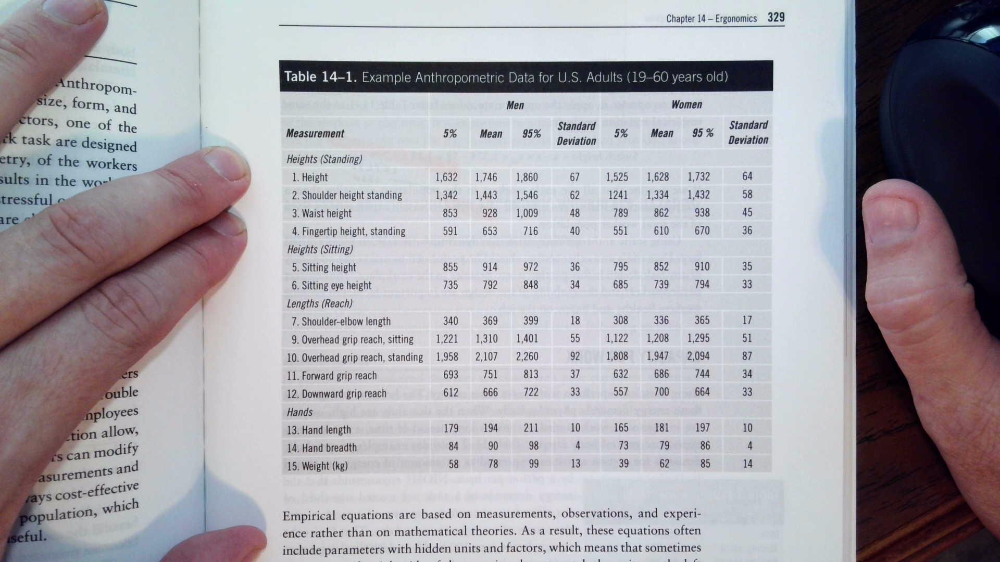 Anthropom-
size, form, and
ctors, one of the
rk task are designed
etry, of the workers
sults in the
tressful
are
ers
ouble
mployees
tion allow,
rs can modify
asurements and
ays cost-effective
population, which
useful.
Chapter 14 – Ergonomics 329
Table 14–1. Example Anthropometric Data for U.S. Adults (19–60 years old)
Men Women
Measurement 5% Mean 95% Standard Deviation 5% Mean 95 % Standard Deviation
Heights (Standing)
1. Height 1,632 1,746 1,860 67 1,525 1,628 1,732 64
2. Shoulder height standing 1,342 1,443 1,546 62 1241 1,334 1,432 58
3. Waist height 853 928 1,009 48 789 862 938 45
4. Fingertip height, standing 591 653 716 40 551 610 670 36
Heights (Sitting)
5. Sitting height 855 914 972 36 795 852 910 35
6. Sitting eye height 735 792 848 34 685 739 794 33
Lengths (Reach)
7. Shoulder-elbow length 340 369 399 18 308 336 365 17
9. Overhead grip reach, sitting 1,221 1,310 1,401 55 1,122 1,208 1,295 51
10. Overhead grip reach, standing 1,958 2,107 2,260 92 1,808 1,947 2,094 87
11. Forward grip reach 693 751 813 37 632 686 744 34
12. Downward grip reach 612 666 722 33 557 700 664 33
Hands
13. Hand length 179 194 211 10 165 181 197 10
14. Hand breadth 84 90 98 4 73 79 86 4
15. Weight (kg) 58 78 99 13 39 62 85 14
Empirical equations are based on measurements, observations, and experi-
ence rather than on mathematical theories. As a result, these equations often
include parameters with hidden units and factors, which means that sometimes